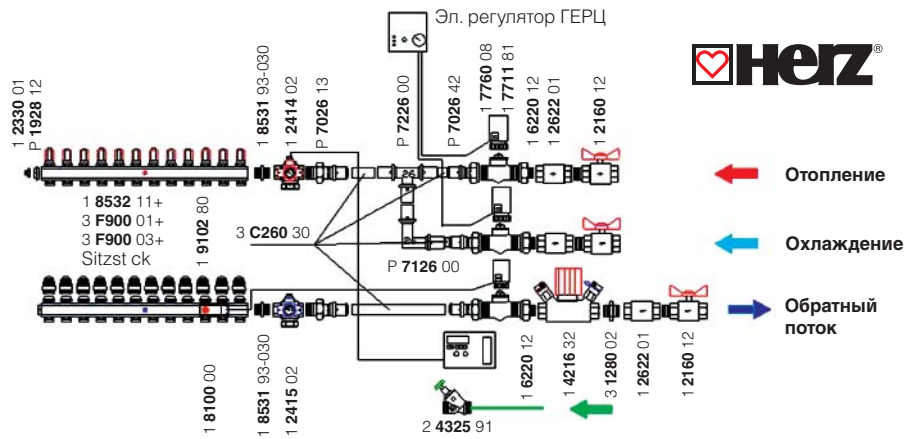 Эл. регулятор ГЕРЦ
HERZ®
1 2330 01
P 1928 12
1 8531 93-030
1 2414 02
P 7026 13
P 7226 00
P 7026 42
1 7760 08
1 7711 81
1 6220 12
1 2622 01
1 2160 12
26
Отопление
1 8532 11+
3 F900 01+
3 F900 03+
Sitzst ck
1 9102 80
3 C260 30
P 7126 00
Охлаждение
Обратный
поток
1 8100 00
1 8531 93-030
1 2415 02
1 6220 12
1 4216 32
3 1280 02
1 2622 01
1 2160 12
2 4325 91